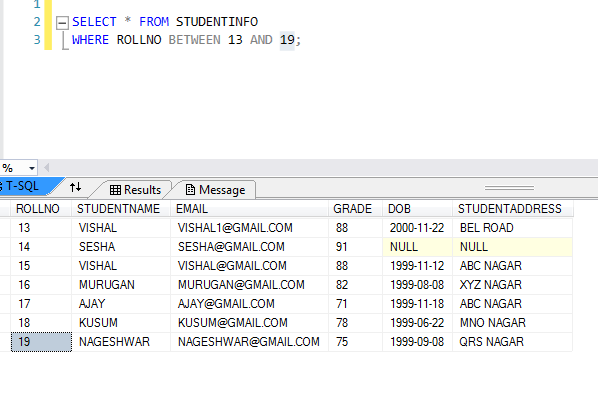 1
2 SELECT * FROM STUDENTINFO
3 WHERE ROLLNO BETWEEN 13 AND 19;
%
T-SQL Results Message
ROLLNO STUDENTNAME EMAIL GRADE DOB STUDENTADDRESS
13 VISHAL VISHAL1@GMAIL.COM 88 2000-11-22 BEL ROAD
14 SESHA SESHA@GMAIL.COM 91 NULL NULL
15 VISHAL VISHAL@GMAIL.COM 88 1999-11-12 ABC NAGAR
16 MURUGAN MURUGAN@GMAIL.COM 82 1999-08-08 XYZ NAGAR
17 AJAY AJAY@GMAIL.COM 71 1999-11-18 ABC NAGAR
18 KUSUM KUSUM@GMAIL.COM 78 1999-06-22 MNO NAGAR
19 NAGESHWAR NAGESHWAR@GMAIL.COM 75 1999-09-08 QRS NAGAR